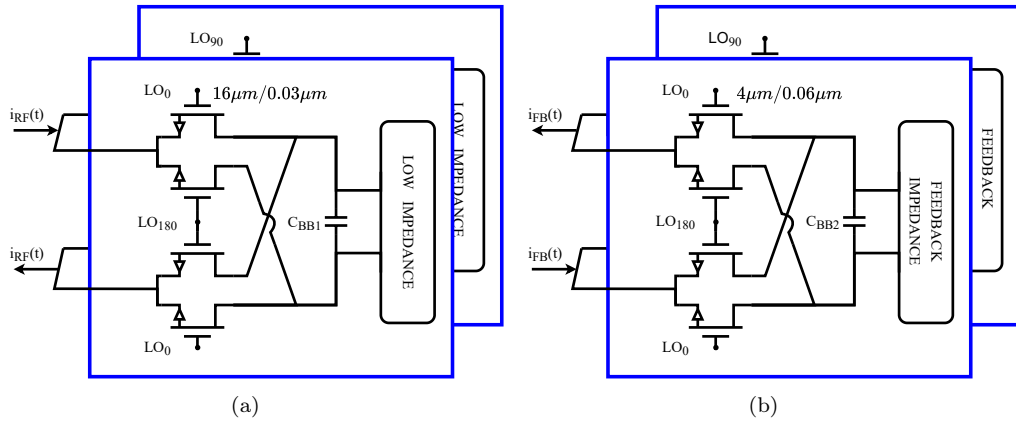 LO90
LO0
16μm/0.03μm
iRF(t)
LOW IMPEDANCE
LOW IMPEDANCE
LO180
CBB1
iRF(t)
LO0
(a)
LO90
LO0
4μm/0.06μm
iFB(t)
FEEDBACK
FEEDBACK
IMPEDANCE
LO180
CBB2
iFB(t)
LO0
(b)